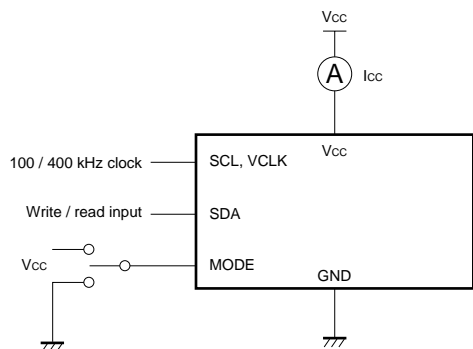 Vcc
A Icc
Vcc
100 / 400 kHz clock SCL, VCLK
Write / read input SDA
Vcc MODE
GND